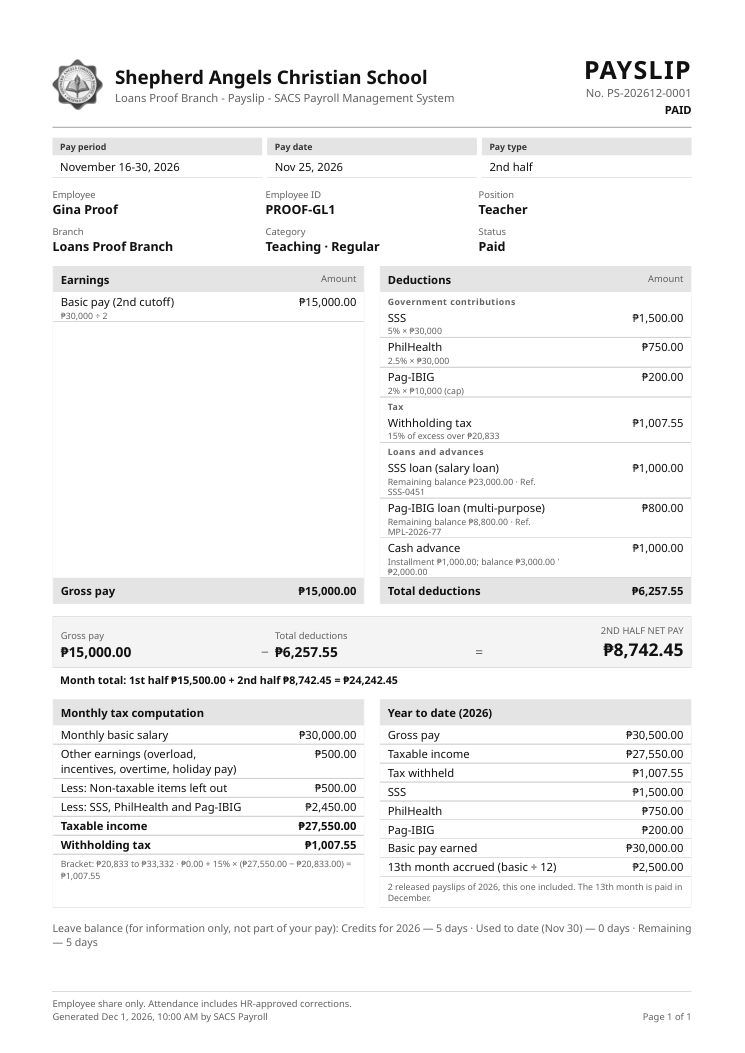 Shepherd Angels Christian School
Loans Proof Branch - Payslip - SACS Payroll Management System
PAYSLIP
No. PS-202612-0001
PAID
Pay period
Pay date
Pay type
November 16-30, 2026
Nov 25, 2026
2nd half
Employee
Employee ID
Position
Gina Proof
PROOF-GL1
Teacher
Branch
Category
Status
Loans Proof Branch
Teaching · Regular
Paid
Earnings Amount
Basic pay (2nd cutoff) ₱15,000.00
₱30,000 ÷ 2
Gross pay ₱15,000.00
Deductions Amount
Government contributions
SSS ₱1,500.00
5% × ₱30,000
PhilHealth ₱750.00
2.5% × ₱30,000
Pag-IBIG ₱200.00
2% × ₱10,000 (cap)
Tax
Withholding tax ₱1,007.55
15% of excess over ₱20,833
Loans and advances
SSS loan (salary loan) ₱1,000.00
Remaining balance ₱23,000.00 · Ref.
SSS-0451
Pag-IBIG loan (multi-purpose) ₱800.00
Remaining balance ₱8,800.00 · Ref.
MPL-2026-77
Cash advance ₱1,000.00
Installment ₱1,000.00; balance ₱3,000.00 '
₱2,000.00
Total deductions ₱6,257.55
Gross pay
Total deductions
2ND HALF NET PAY
₱15,000.00 − ₱6,257.55 = ₱8,742.45
Month total: 1st half ₱15,500.00 + 2nd half ₱8,742.45 = ₱24,242.45
Monthly tax computation
Monthly basic salary ₱30,000.00
Other earnings (overload, ₱500.00
incentives, overtime, holiday pay)
Less: Non-taxable items left out ₱500.00
Less: SSS, PhilHealth and Pag-IBIG ₱2,450.00
Taxable income ₱27,550.00
Withholding tax ₱1,007.55
Bracket: ₱20,833 to ₱33,332 · ₱0.00 + 15% × (₱27,550.00 − ₱20,833.00) =
₱1,007.55
Year to date (2026)
Gross pay ₱30,500.00
Taxable income ₱27,550.00
Tax withheld ₱1,007.55
SSS ₱1,500.00
PhilHealth ₱750.00
Pag-IBIG ₱200.00
Basic pay earned ₱30,000.00
13th month accrued (basic ÷ 12) ₱2,500.00
2 released payslips of 2026, this one included. The 13th month is paid in
December.
Leave balance (for information only, not part of your pay): Credits for 2026 — 5 days · Used to date (Nov 30) — 0 days · Remaining
— 5 days
Employee share only. Attendance includes HR-approved corrections.
Generated Dec 1, 2026, 10:00 AM by SACS Payroll
Page 1 of 1